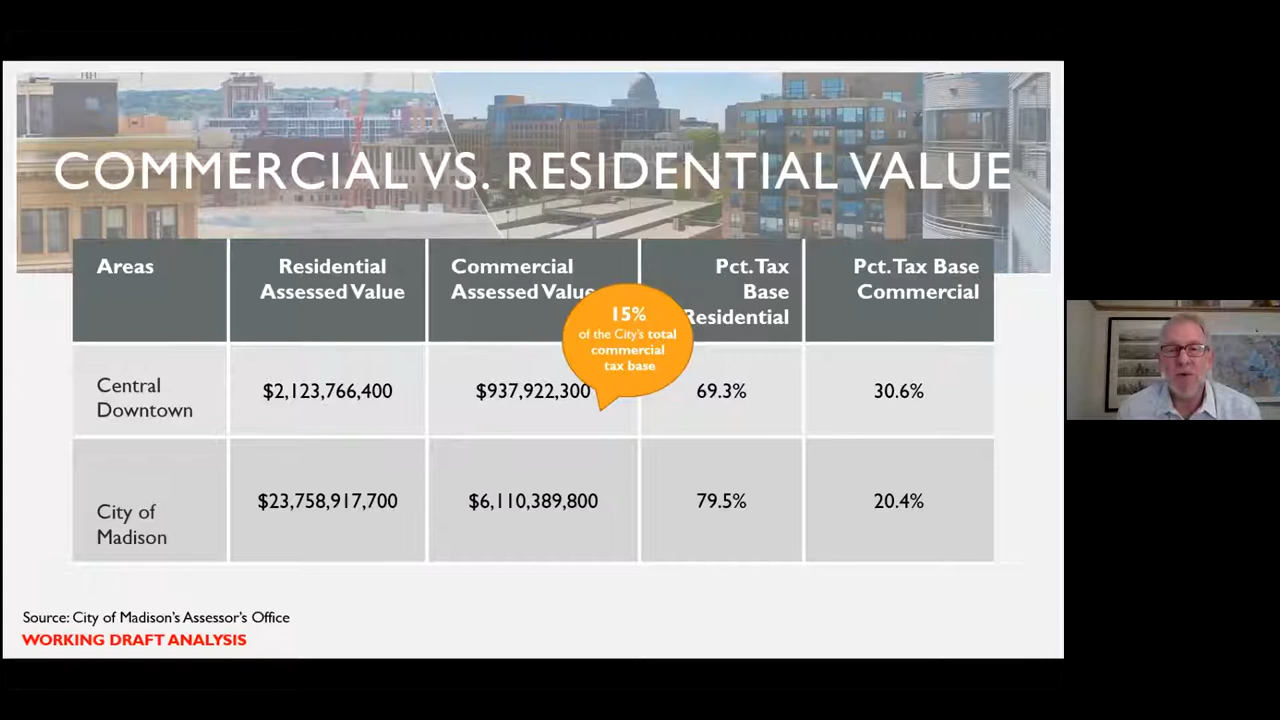 COMMERCIAL VS. RESIDENTIAL VALUE
Areas
Residential
Assessed Value
Commercial
Assessed Value
Pct. Tax
Base
Residential
Pct. Tax Base
Commercial
15%
of the City's total
commercial
tax base
Central
Downtown
$2,123,766,400
$937,922,300
69.3%
30.6%
City of
Madison
$23,758,917,700
$6,110,389,800
79.5%
20.4%
Source: City of Madison's Assessor's Office
WORKING DRAFT ANALYSIS